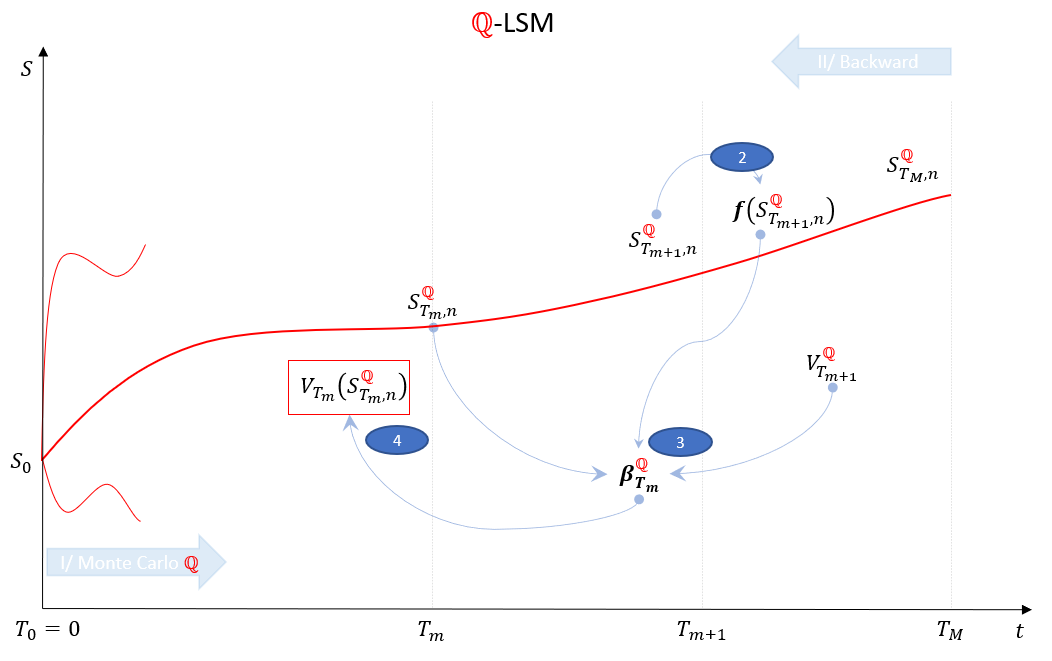 ℚ-LSM
S
II/ Backward
2
S^ℚ_{T_M,n}
f(S^ℚ_{T_{m+1},n})
S^ℚ_{T_{m+1},n}
S^ℚ_{T_m,n}
V^ℚ_{T_{m+1}}
V_{T_m}(S^ℚ_{T_m,n})
4
3
S_0
β^ℚ_{T_m}
I/ Monte Carlo ℚ
T_0 = 0
T_m
T_{m+1}
T_M
t